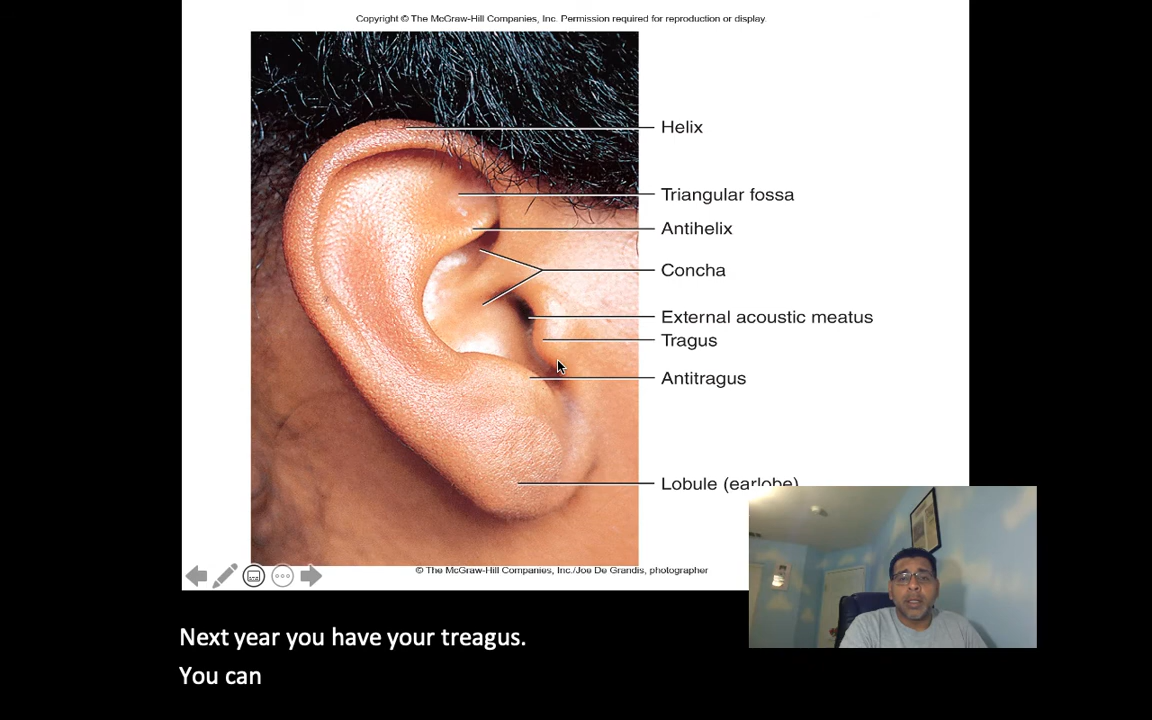 Copyright © The McGraw-Hill Companies, Inc. Permission required for reproduction or display.
Helix
Triangular fossa
Antihelix
Concha
External acoustic meatus
Tragus
Antitragus
Lobule (earlobe)
© The McGraw-Hill Companies, Inc./Joe De Grandis, photographer
Next year you have your treagus.
You can